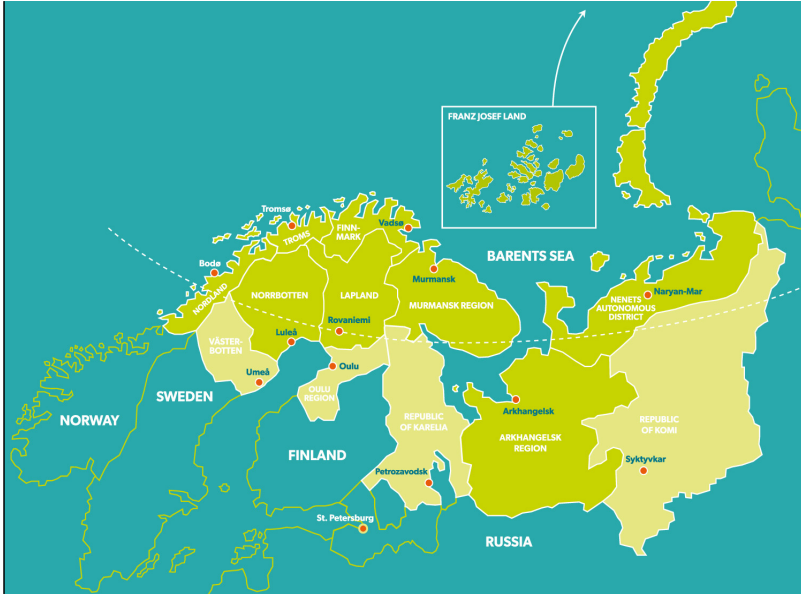 FRANZ JOSEF LAND
Tromsø
TROMS
FINN-
MARK
Vadsø
BARENTS SEA
Bodø
Murmansk
NORDLAND
NORRBOTTEN
LAPLAND
MURMANSK REGION
Naryan-Mar
NENETS
AUTONOMOUS
DISTRICT
Rovaniemi
Luleå
VÄSTER-
BOTTEN
Oulu
Umeå
OULU
REGION
SWEDEN
NORWAY
REPUBLIC
OF KARELIA
Arkhangelsk
ARKHANGELSK
REGION
REPUBLIC
OF KOMI
FINLAND
Petrozavodsk
Syktyvkar
St. Petersburg
RUSSIA